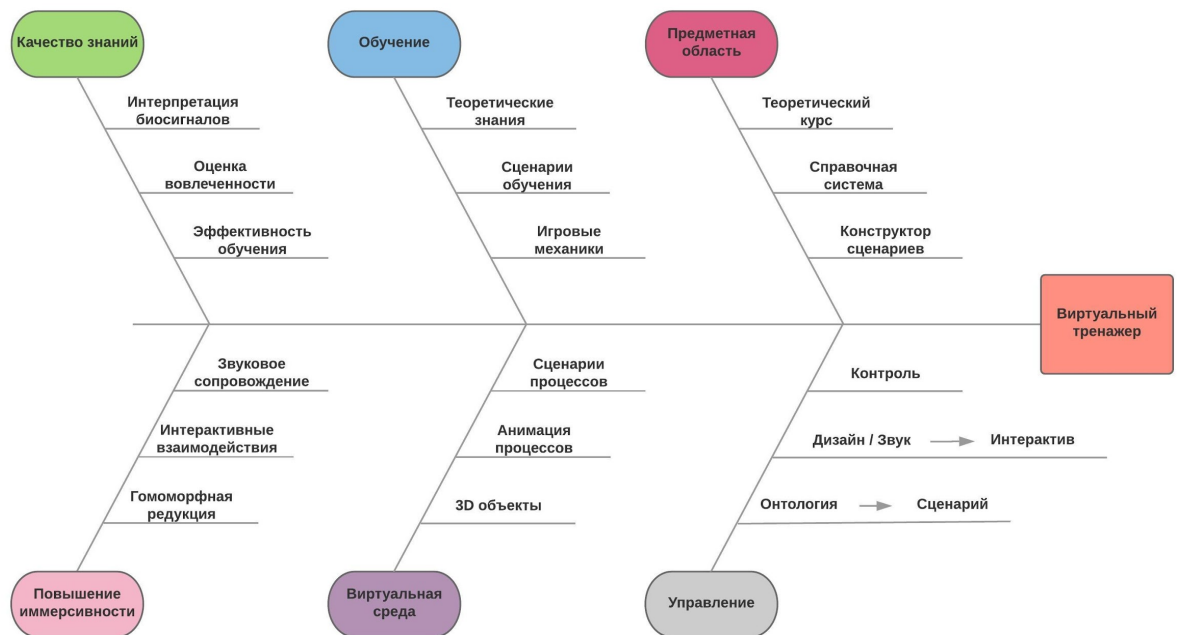 Качество знаний
Обучение
Предметная
область
Интерпретация
биосигналов
Оценка
вовлеченности
Эффективность
обучения
Теоретические
знания
Сценарии
обучения
Игровые
механики
Теоретический
курс
Справочная
система
Конструктор
сценариев
Виртуальный
тренажер
Звуковое
сопровождение
Интерактивные
взаимодействия
Гомоморфная
редукция
Сценарии
процессов
Анимация
процессов
3D объекты
Контроль
Дизайн / Звук
Интерактив
Онтология
Сценарий
Повышение
иммерсивности
Виртуальная
среда
Управление